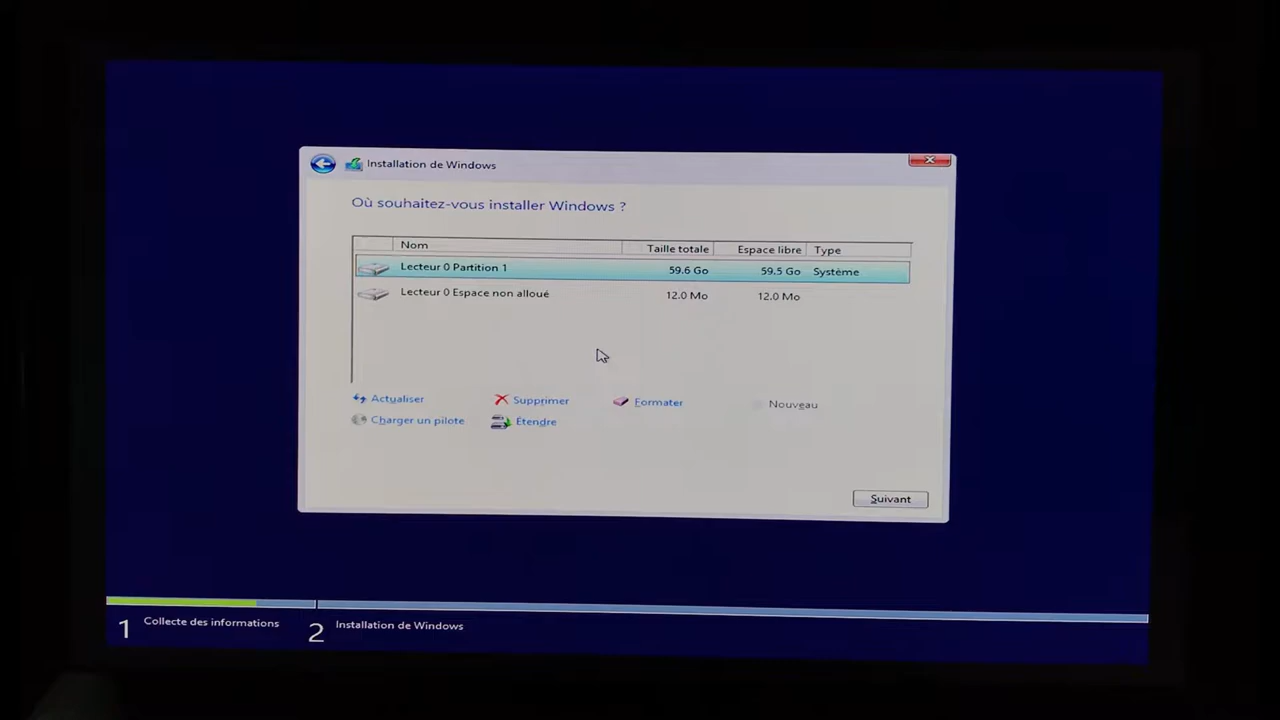 Installation de Windows
Où souhaitez-vous installer Windows ?
Nom Taille totale Espace libre Type
Lecteur 0 Partition 1 59.6 Go 59.5 Go Système
Lecteur 0 Espace non alloué 12.0 Mo 12.0 Mo
Actualiser Supprimer Formater Nouveau
Charger un pilote Étendre
Suivant
1 Collecte des informations 2 Installation de Windows